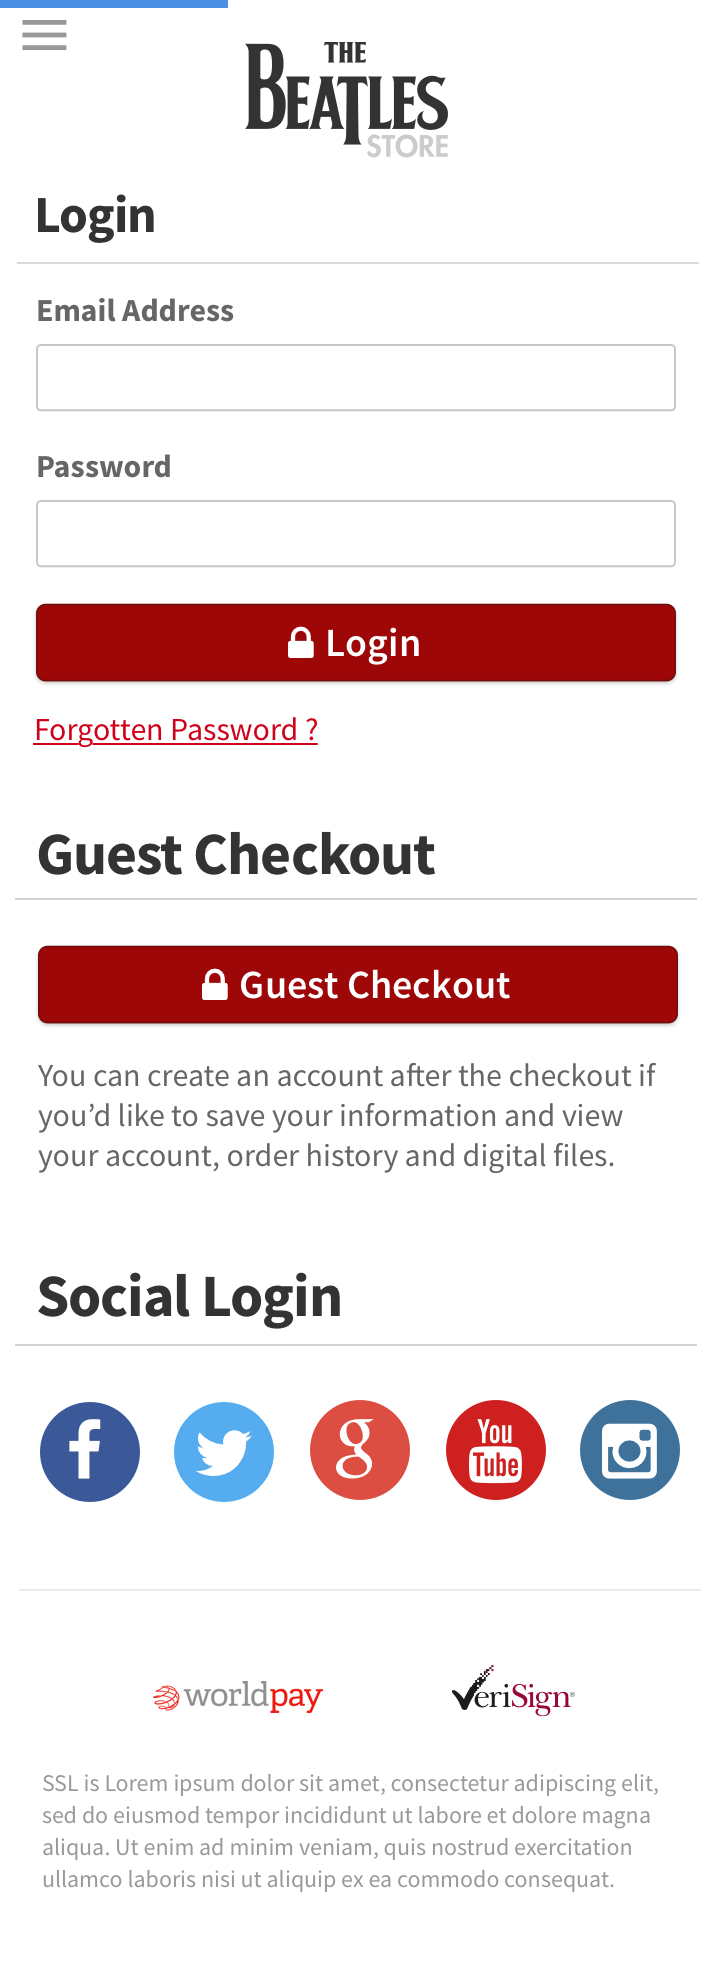 THE
BEATLES
STORE
Login
Email Address
Password
Login
Forgotten Password ?
Guest Checkout
Guest Checkout
You can create an account after the checkout if
you’d like to save your information and view
your account, order history and digital files.
Social Login
f
g
You
Tube
worldpay
VeriSign®
SSL is Lorem ipsum dolor sit amet, consectetur adipiscing elit,
sed do eiusmod tempor incididunt ut labore et dolore magna
aliqua. Ut enim ad minim veniam, quis nostrud exercitation
ullamco laboris nisi ut aliquip ex ea commodo consequat.